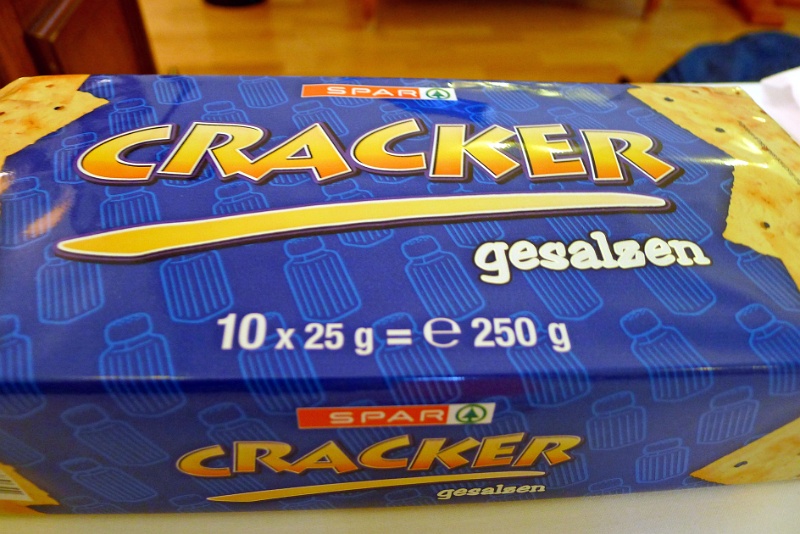 SPAR
CRACKER
gesalzen
10 x 25 g = ℮ 250 g
SPAR
CRACKER
gesalzen